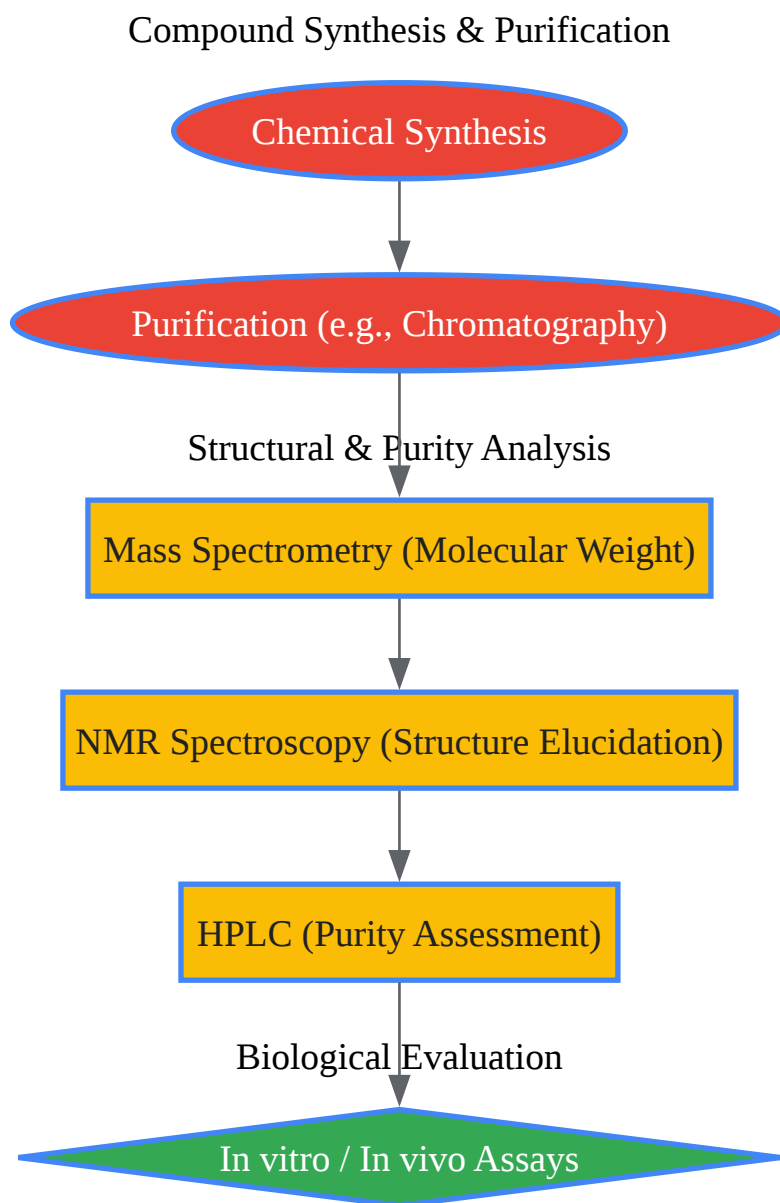 Compound Synthesis & Purification
Chemical Synthesis
Purification (e.g., Chromatography)
Structural & Purity Analysis
Mass Spectrometry (Molecular Weight)
NMR Spectroscopy (Structure Elucidation)
HPLC (Purity Assessment)
Biological Evaluation
In vitro / In vivo Assays